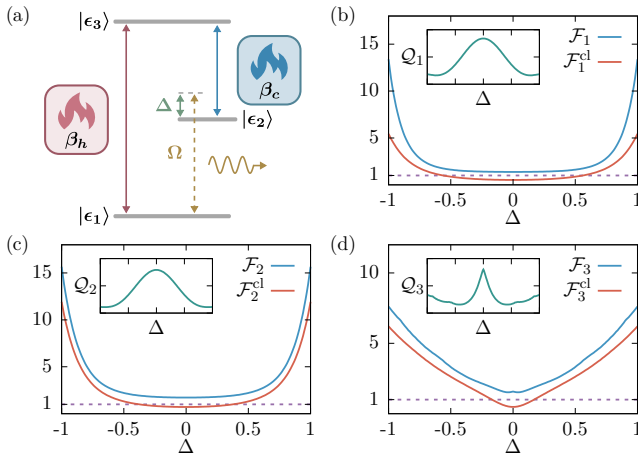 (a)
|ϵ₃⟩
β_h
β_c
Δ
|ϵ₂⟩
Ω
|ϵ₁⟩
(b)
Q₁
Δ
F₁
F₁^cl
15
10
5
1
-1 -0.5 0 0.5 1
Δ
(c)
Q₂
Δ
F₂
F₂^cl
15
10
5
1
-1 -0.5 0 0.5 1
Δ
(d)
Q₃
Δ
F₃
F₃^cl
10
5
1
-1 -0.5 0 0.5 1
Δ